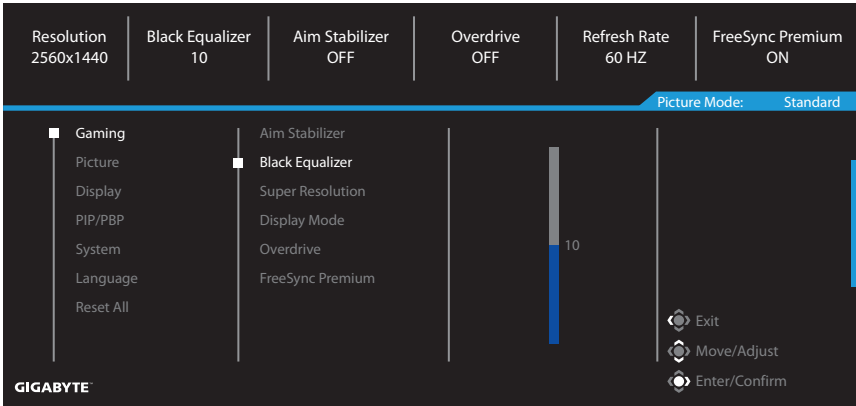 Resolution
2560x1440
Black Equalizer
10
Aim Stabilizer
OFF
Overdrive
OFF
Refresh Rate
60 HZ
FreeSync Premium
ON
Picture Mode: Standard
Gaming
Picture
Display
PIP/PBP
System
Language
Reset All
Aim Stabilizer
Black Equalizer
Super Resolution
Display Mode
Overdrive
FreeSync Premium
10
Exit
Move/Adjust
Enter/Confirm
GIGABYTE™